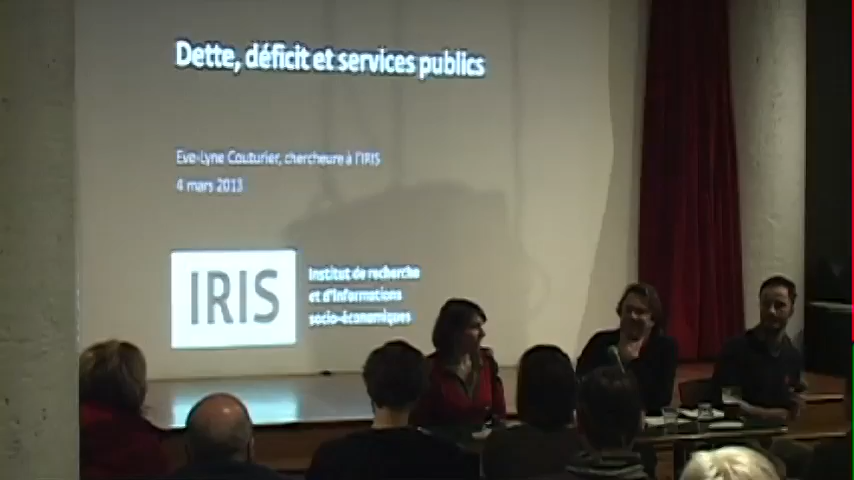 Dette, déficit et services publics
Eve-Lyne Couturier, chercheure à l'IRIS
4 mars 2013
IRIS
Institut de recherche
et d'Informations
socio-économiques